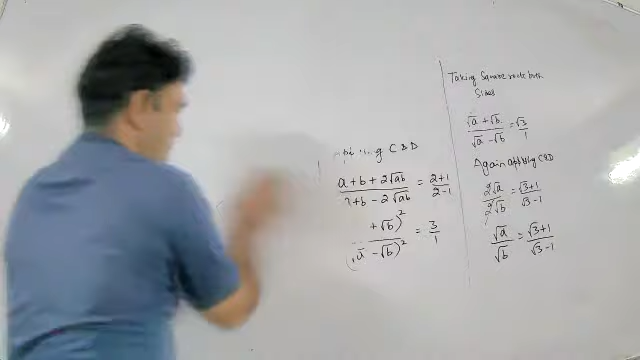 C & D
a + b + 2√ab / a + b - 2√ab = 2+1 / 2-1
+ √b)² / (√a - √b)² = 3 / 1
Taking Square roote both
Sides
√a + √b / √a - √b = √3 / 1
Again applying C&D
2√a / 2√b = √3+1 / √3-1
√a / √b = √3+1 / √3-1